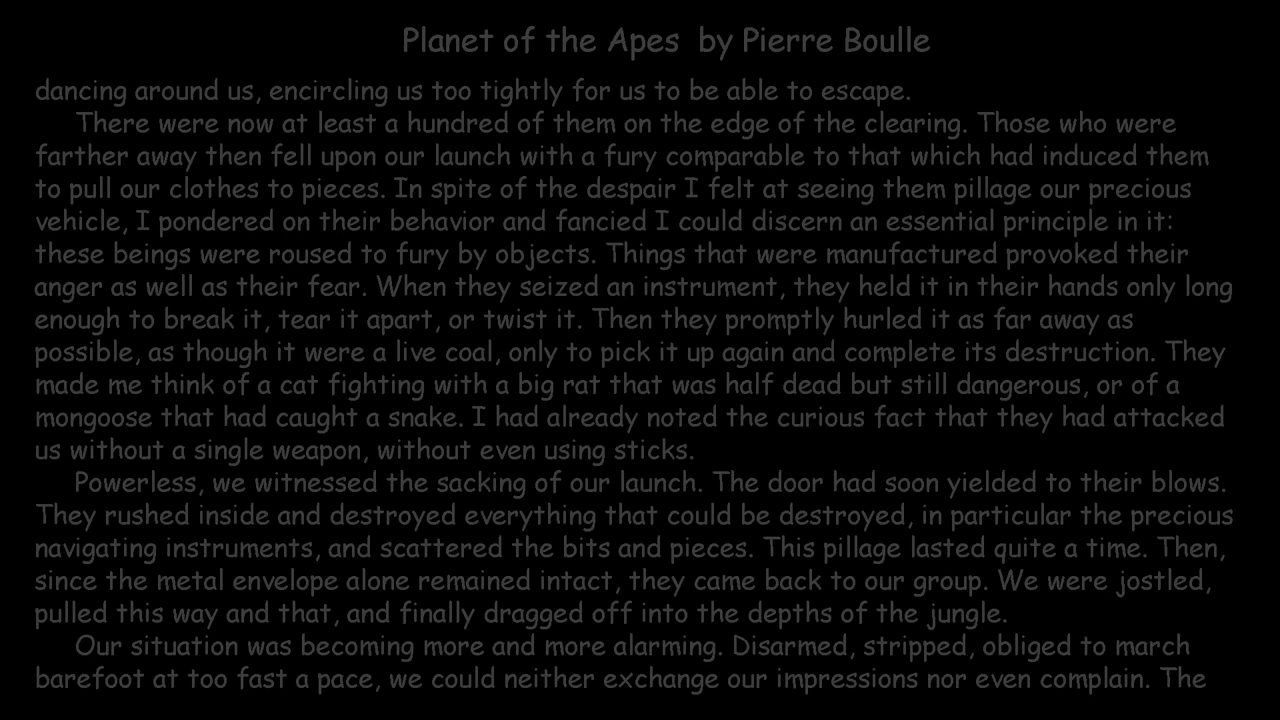 Planet of the Apes by Pierre Boulle
dancing around us, encircling us too tightly for us to be able to escape.
There were now at least a hundred of them on the edge of the clearing. Those who were
farther away then fell upon our launch with a fury comparable to that which had induced them
to pull our clothes to pieces. In spite of the despair I felt at seeing them pillage our precious
vehicle, I pondered on their behavior and fancied I could discern an essential principle in it:
these beings were roused to fury by objects. Things that were manufactured provoked their
anger as well as their fear. When they seized an instrument, they held it in their hands only long
enough to break it, tear it apart, or twist it. Then they promptly hurled it as far away as
possible, as though it were a live coal, only to pick it up again and complete its destruction. They
made me think of a cat fighting with a big rat that was half dead but still dangerous, or of a
mongoose that had caught a snake. I had already noted the curious fact that they had attacked
us without a single weapon, without even using sticks.
Powerless, we witnessed the sacking of our launch. The door had soon yielded to their blows.
They rushed inside and destroyed everything that could be destroyed, in particular the precious
navigating instruments, and scattered the bits and pieces. This pillage lasted quite a time. Then,
since the metal envelope alone remained intact, they came back to our group. We were jostled,
pulled this way and that, and finally dragged off into the depths of the jungle.
Our situation was becoming more and more alarming. Disarmed, stripped, obliged to march
barefoot at too fast a pace, we could neither exchange our impressions nor even complain. The